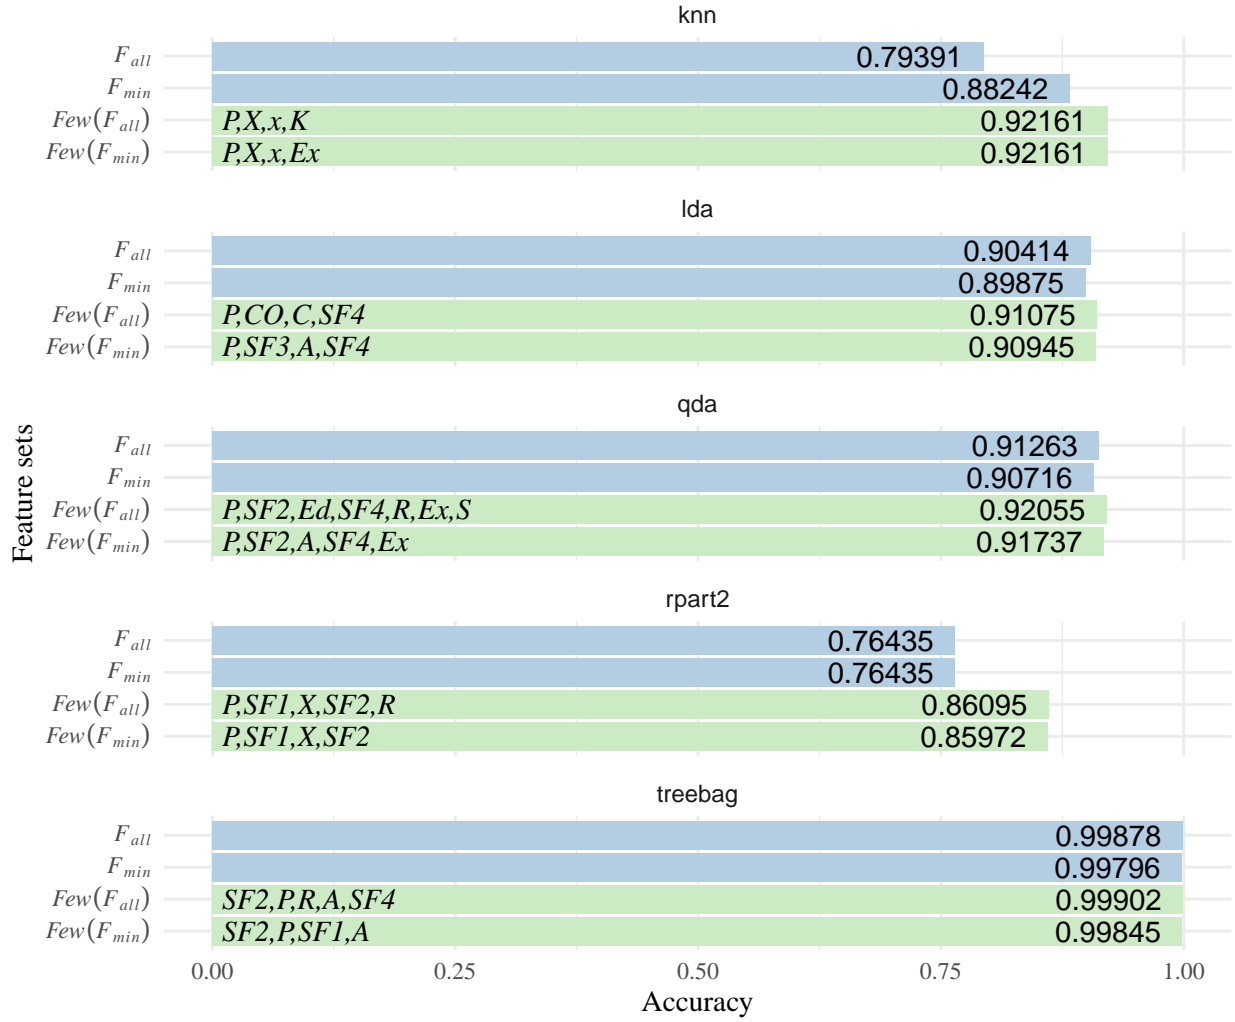 knn
F all 0.79391
F min 0.88242
Few(F all) P,X,x,K 0.92161
Few(F min) P,X,x,Ex 0.92161
lda
F all 0.90414
F min 0.89875
Few(F all) P,CO,C,SF4 0.91075
Few(F min) P,SF3,A,SF4 0.90945
qda
F all 0.91263
F min 0.90716
Few(F all) P,SF2,Ed,SF4,R,Ex,S 0.92055
Few(F min) P,SF2,A,SF4,Ex 0.91737
Feature sets
rpart2
F all 0.76435
F min 0.76435
Few(F all) P,SF1,X,SF2,R 0.86095
Few(F min) P,SF1,X,SF2 0.85972
treebag
F all 0.99878
F min 0.99796
Few(F all) SF2,P,R,A,SF4 0.99902
Few(F min) SF2,P,SF1,A 0.99845
0.00 0.25 0.50 0.75 1.00
Accuracy